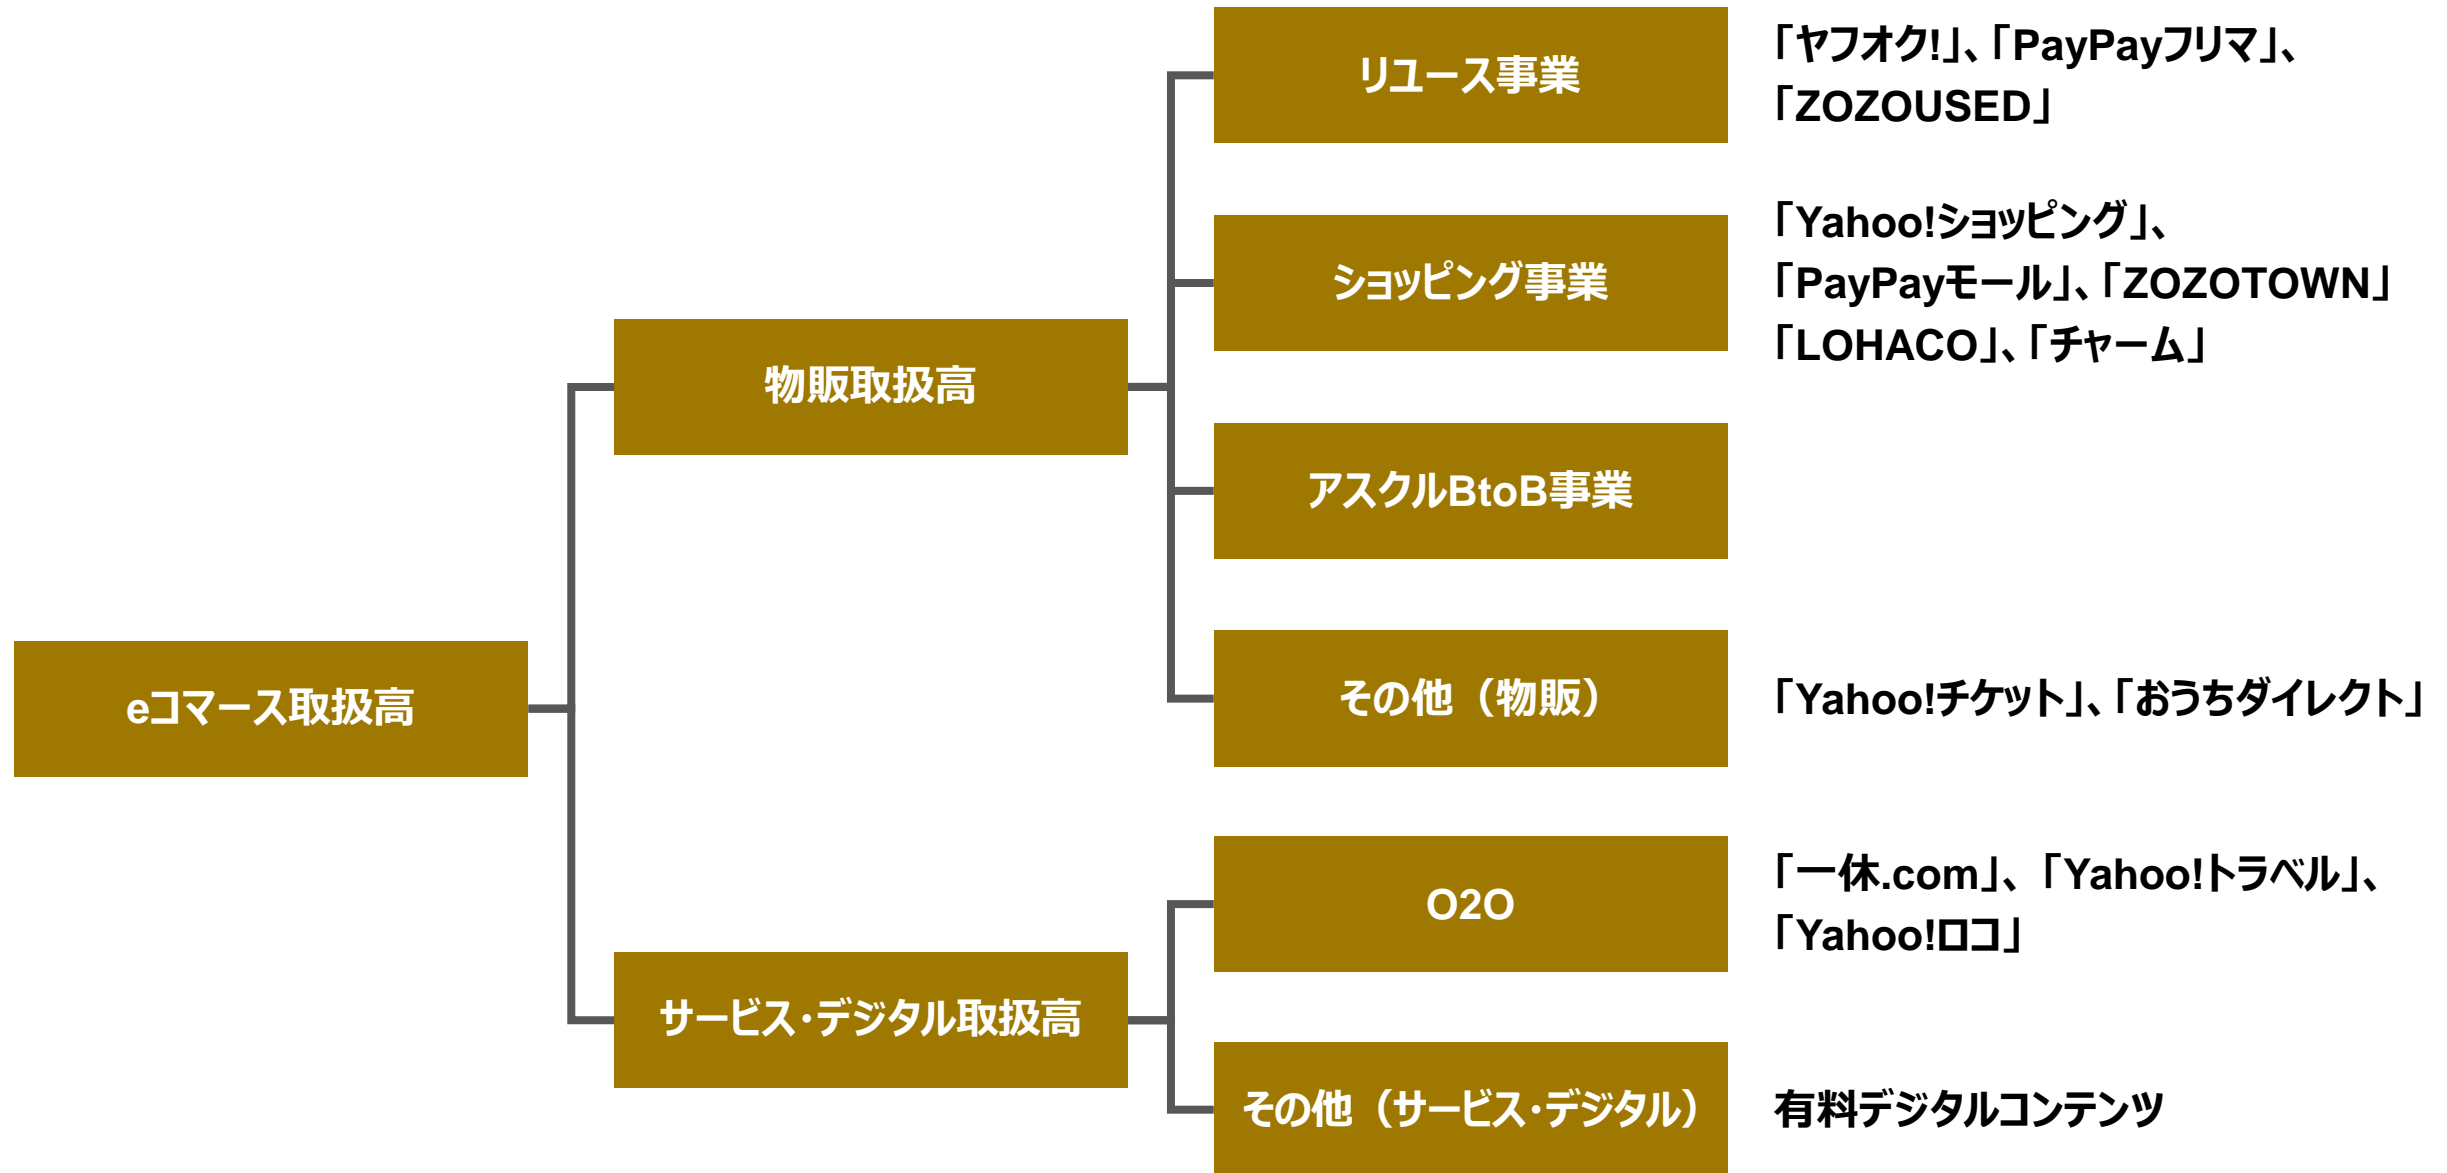 リユース事業
「ヤフオク!」、「PayPayフリマ」、
「ZOZOUSED」
ショッピング事業
「Yahoo!ショッピング」、
「PayPayモール」、「ZOZOTOWN」
「LOHACO」、「チャーム」
物販取扱高
アスクルBtoB事業
eコマース取扱高
その他（物販）
「Yahoo!チケット」、「おうちダイレクト」
O2O
「一休.com」、「Yahoo!トラベル」、
「Yahoo!ロコ」
サービス・デジタル取扱高
その他（サービス・デジタル）
有料デジタルコンテンツ